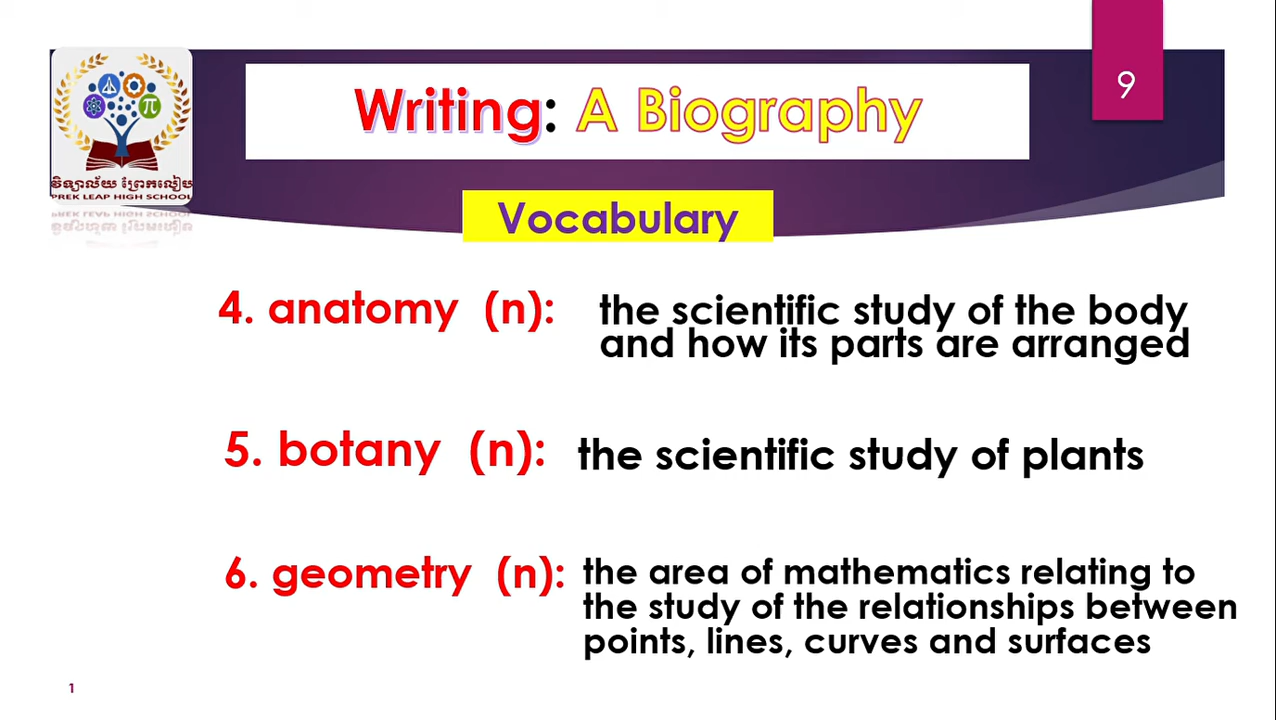 9
Writing: A Biography
វិទ្យាល័យ ព្រែកលៀប
PREK LEAP HIGH SCHOOL
Vocabulary
4. anatomy (n): the scientific study of the body
and how its parts are arranged
5. botany (n): the scientific study of plants
6. geometry (n): the area of mathematics relating to
the study of the relationships between
points, lines, curves and surfaces
1